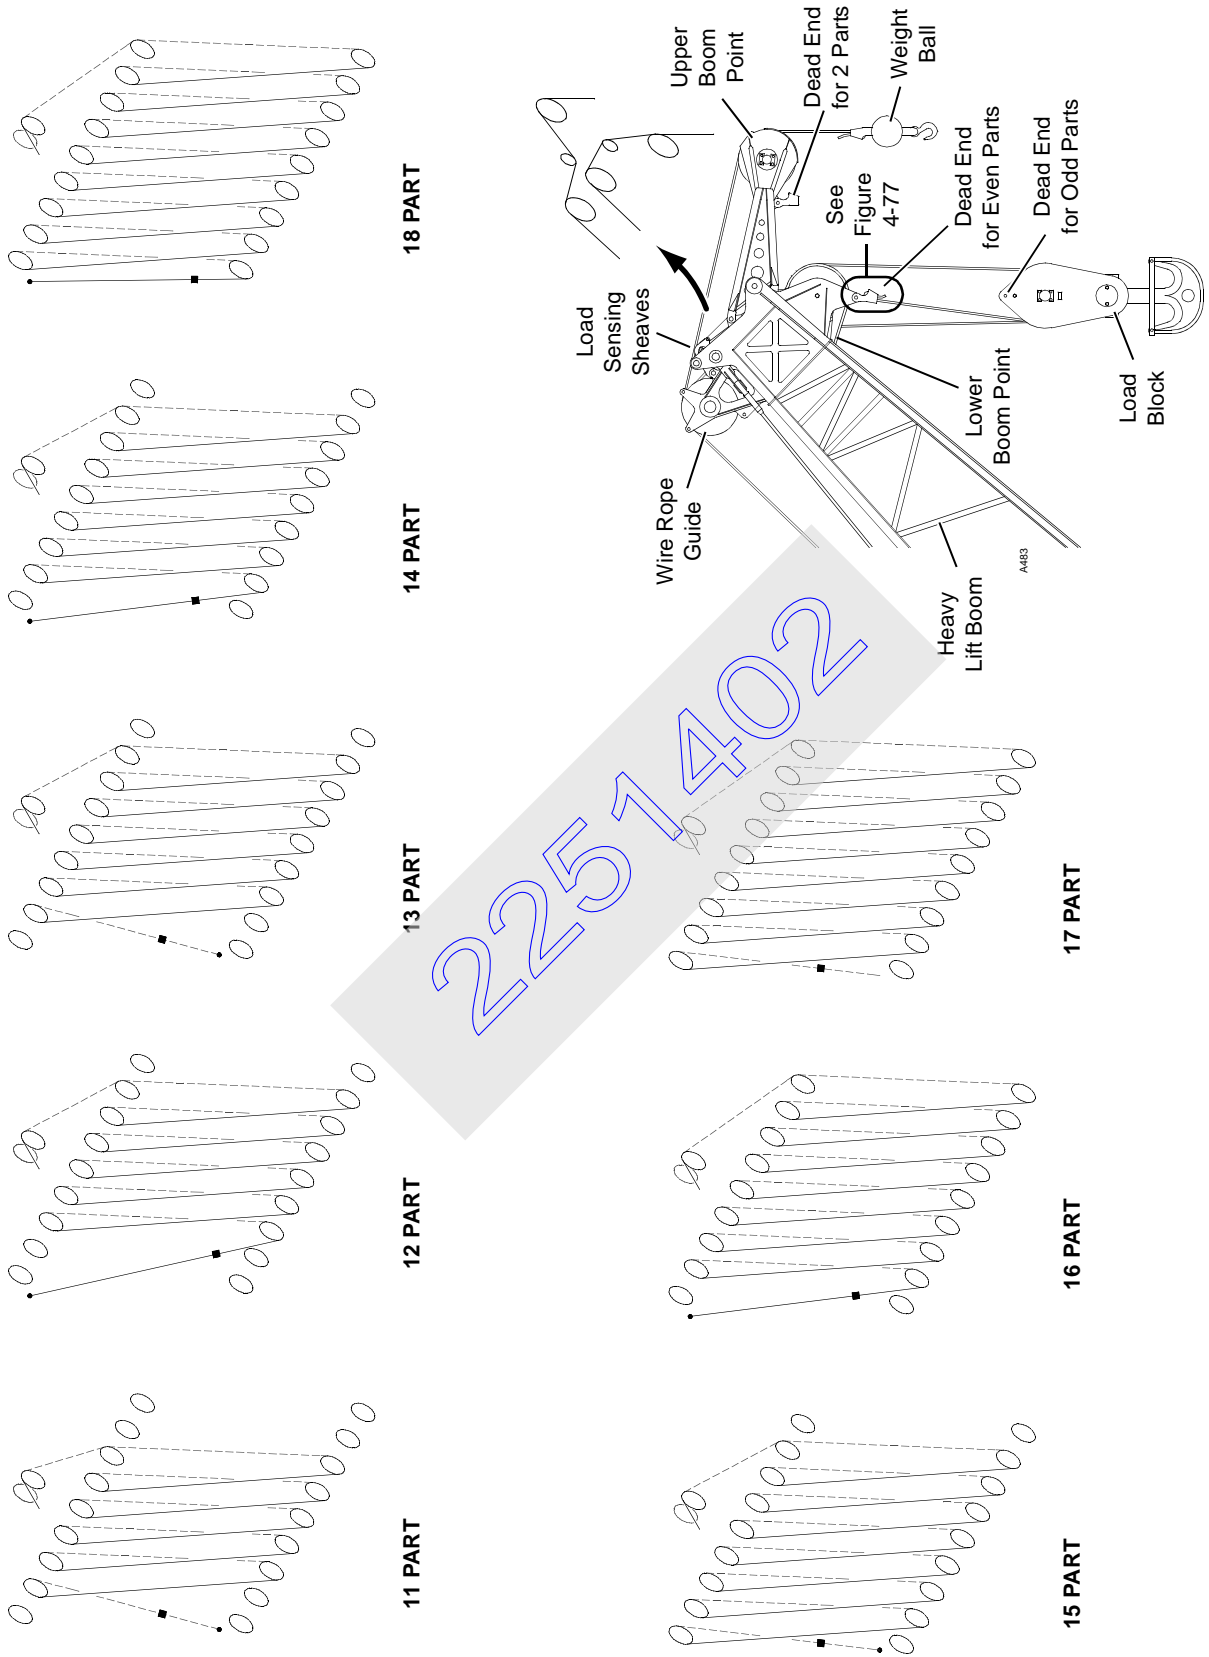 11 PART
12 PART
13 PART
14 PART
18 PART
15 PART
16 PART
17 PART
Heavy
Lift Boom
Wire Rope
Guide
Load
Sensing
Sheaves
Upper
Boom
Point
Dead End
for 2 Parts
Weight
Ball
See
Figure
4-77
Dead End
for Even Parts
Dead End
for Odd Parts
Lower
Boom Point
Load
Block
A483
2251402